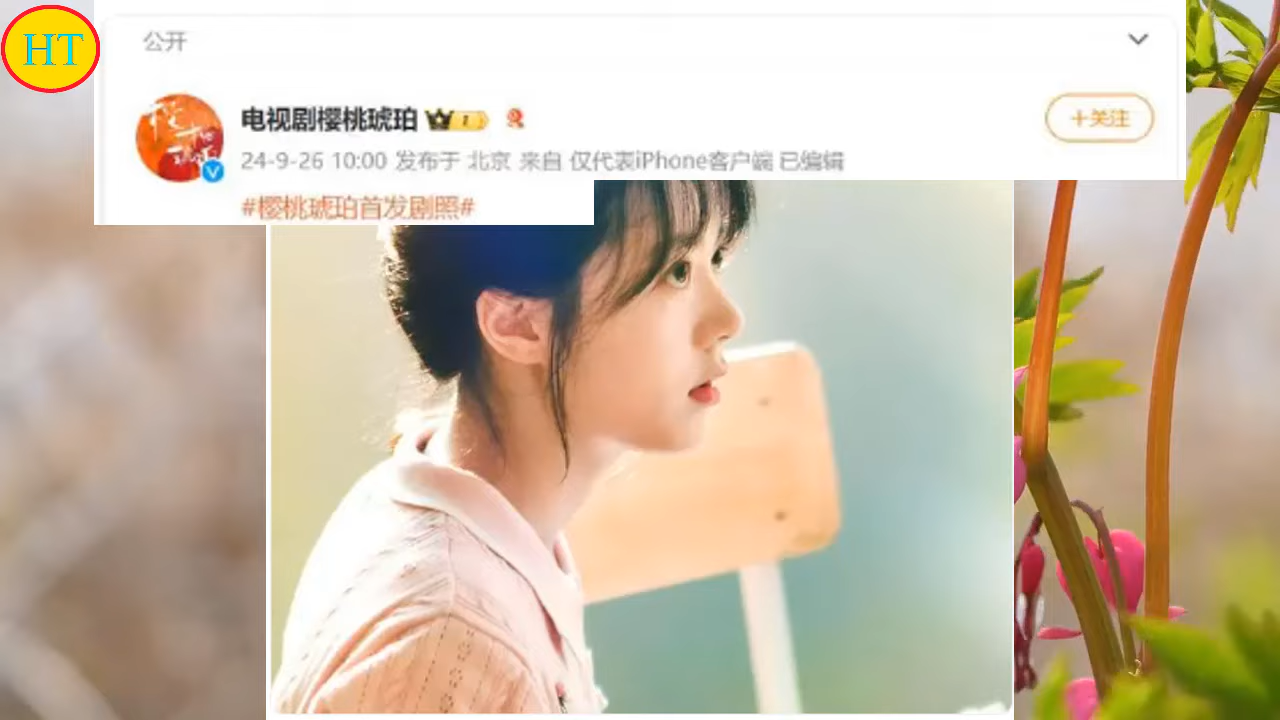 HT
公开
电视剧樱桃琥珀
+关注
24-9-26 10:00 发布于 北京 来自 仅代表iPhone客户端 已编辑
#樱桃琥珀首发剧照#